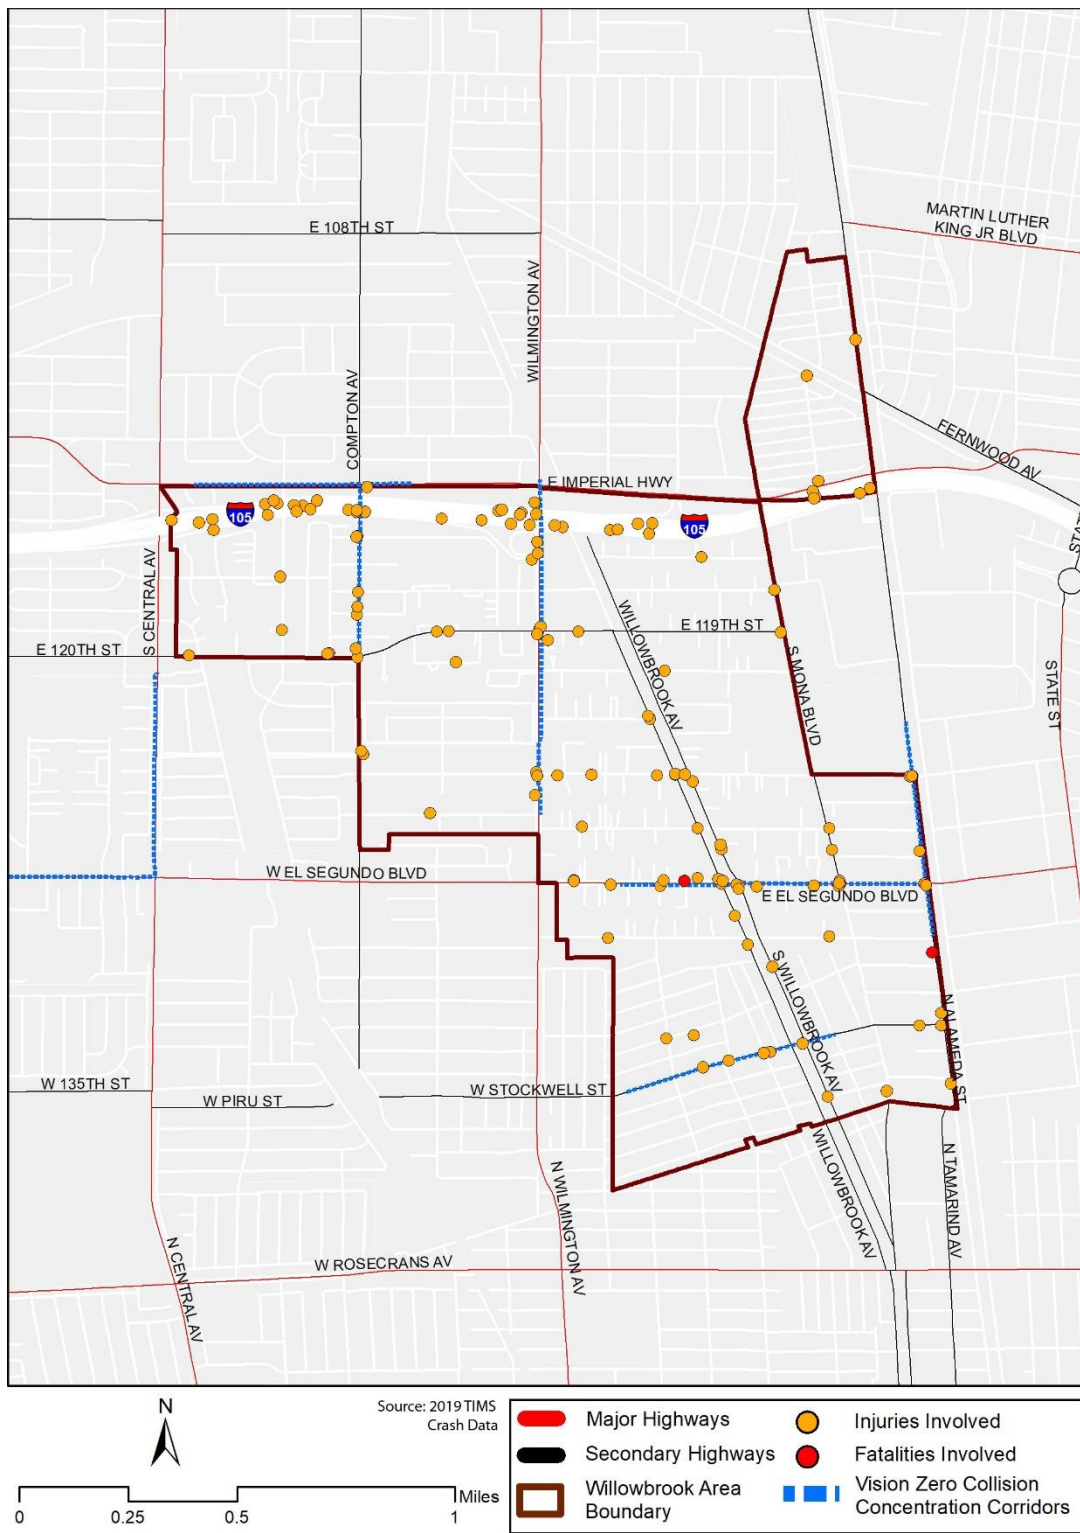 MARTIN LUTHER
KING JR BLVD
E 108TH ST
WILMINGTON AV
COMPTON AV
FERNWOOD AV
E IMPERIAL HWY
105
105
STAT
S CENTRAL AV
E 120TH ST
E 119TH ST
WILLOWBROOK AV
S MONA BLVD
STATE ST
W EL SEGUNDO BLVD
E EL SEGUNDO BLVD
S WILLOWBROOK AV
N ALAMEDA ST
W 135TH ST
W PIRU ST
W STOCKWELL ST
WILLOWBROOK AV
N TAMARIND AV
N WILMINGTON AV
N CENTRAL AV
W ROSECRANS AV
N
Source: 2019 TIMS
Crash Data
0 0.25 0.5 1 Miles
Major Highways
Secondary Highways
Willowbrook Area
Boundary
Injuries Involved
Fatalities Involved
Vision Zero Collision
Concentration Corridors